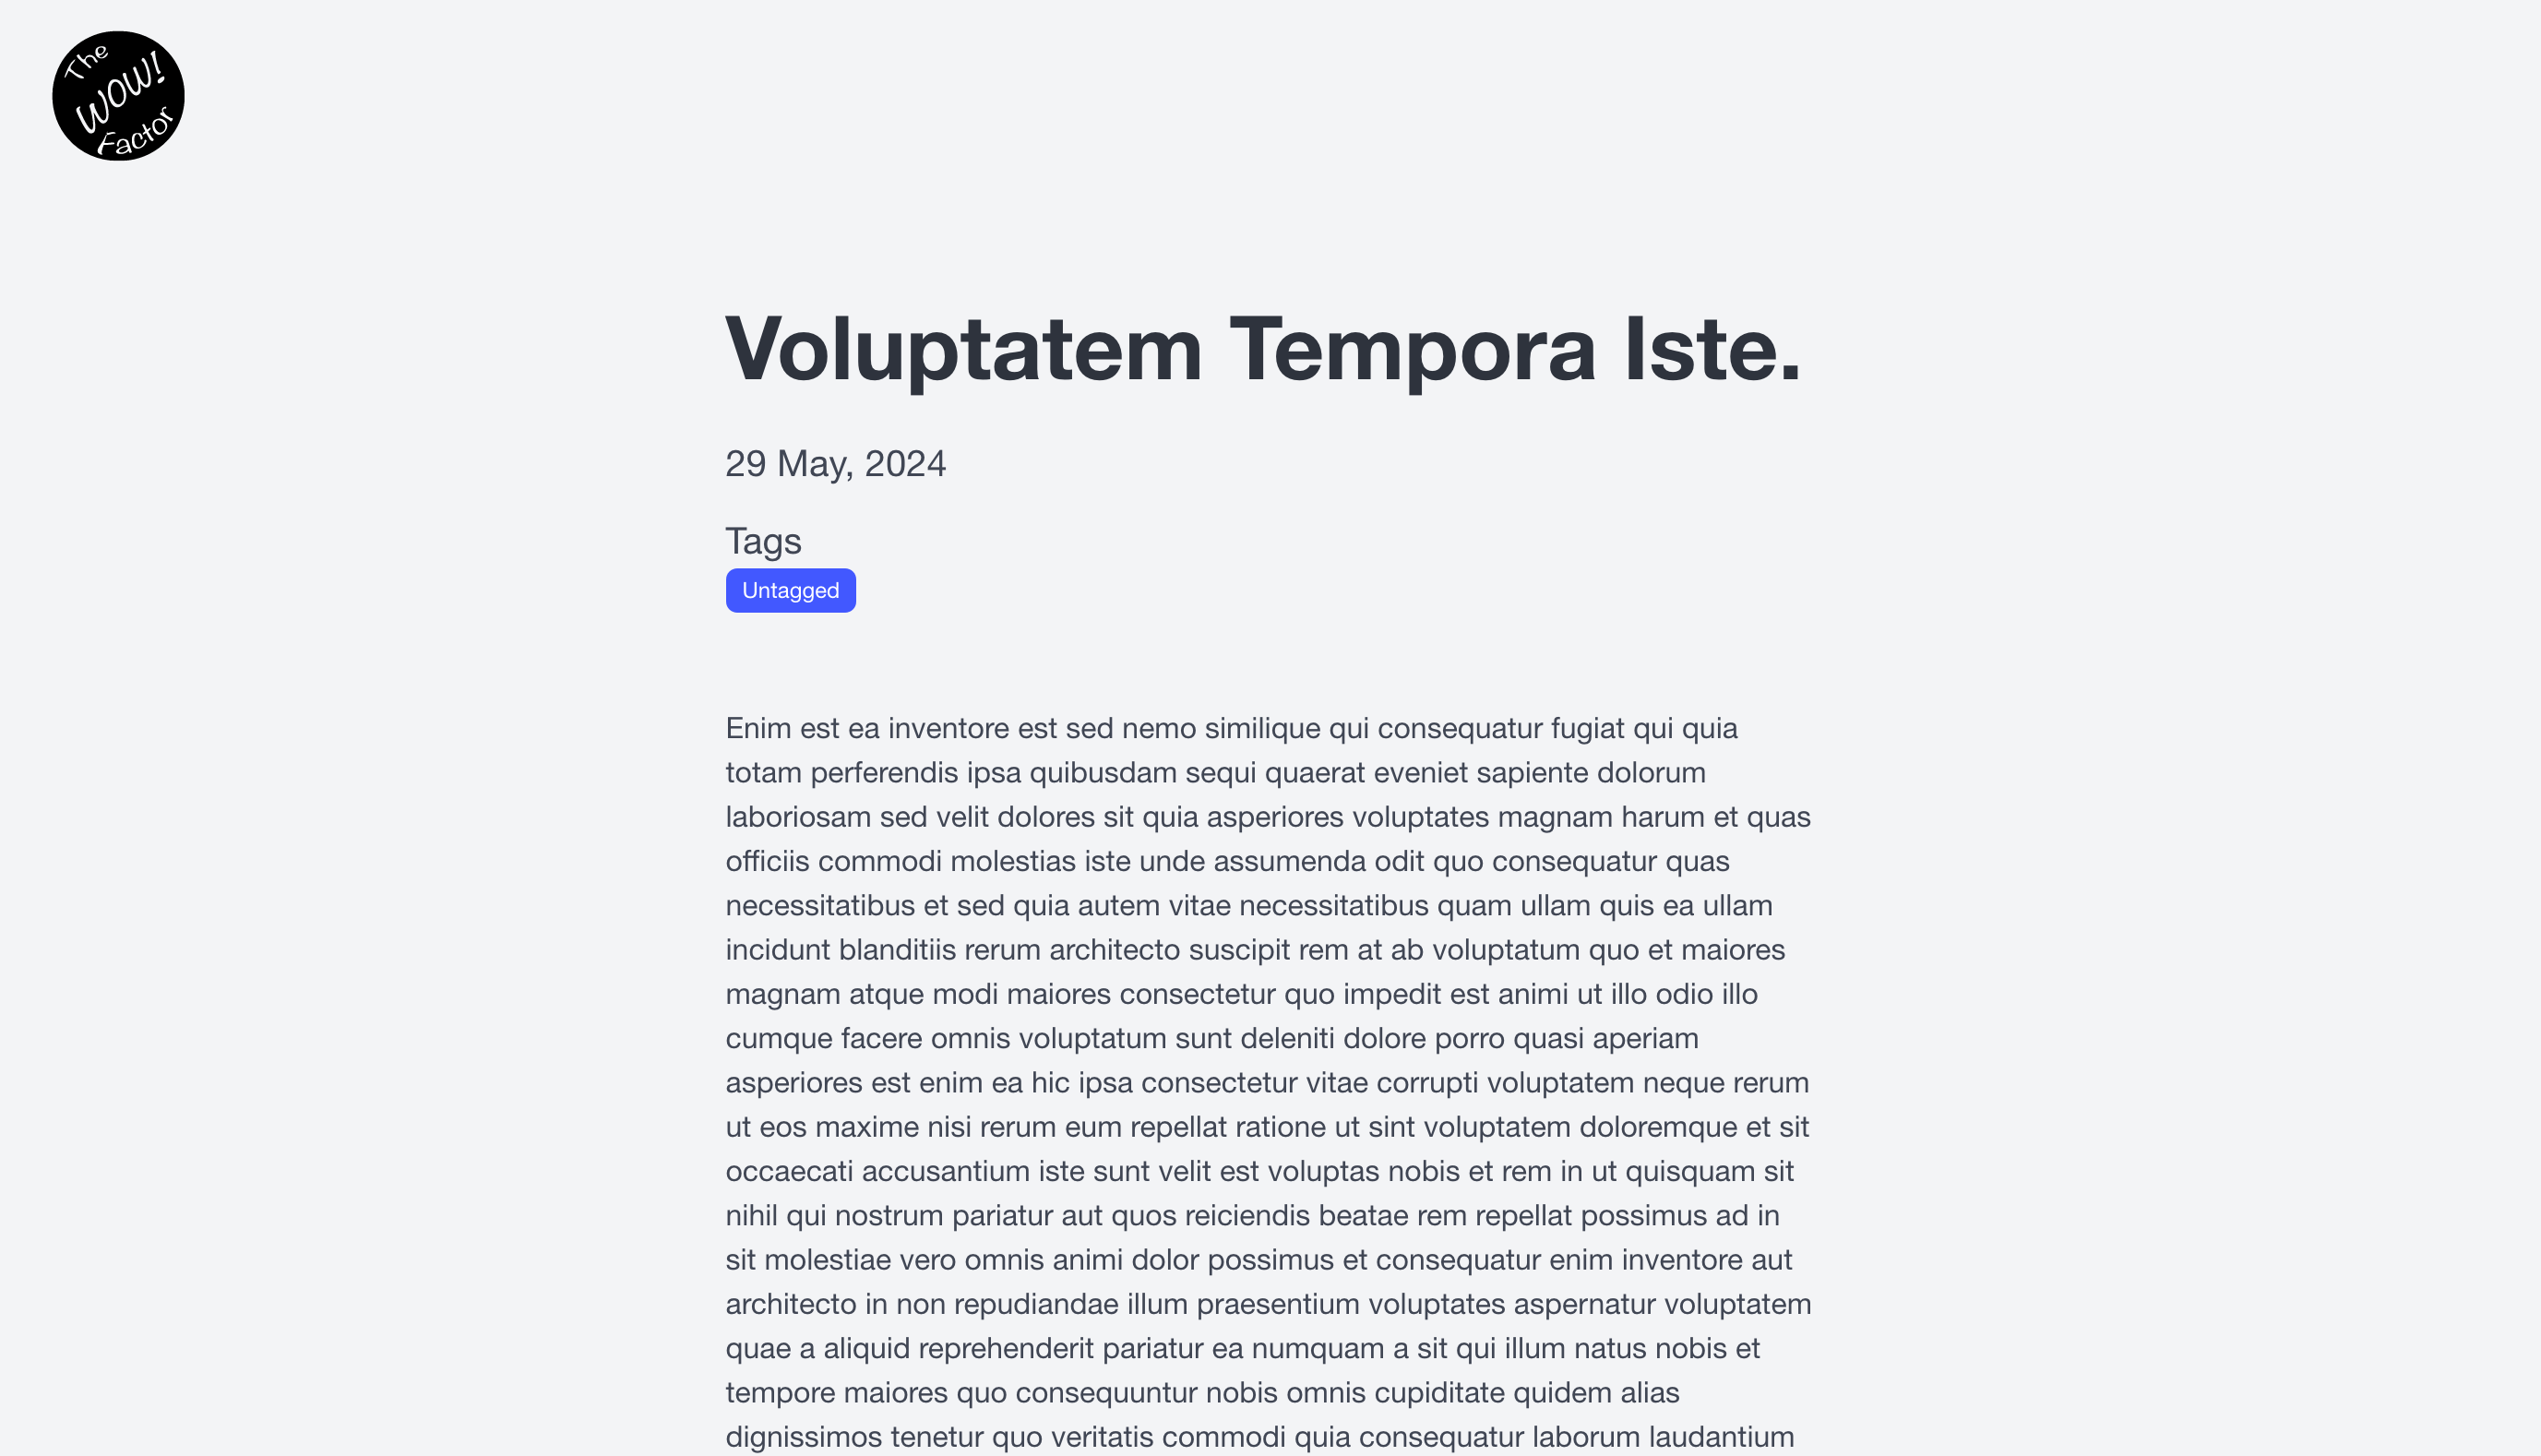 The
WOW!
Factor
Voluptatem Tempora Iste.
29 May, 2024
Tags
Untagged
Enim est ea inventore est sed nemo similique qui consequatur fugiat qui quia
totam perferendis ipsa quibusdam sequi quaerat eveniet sapiente dolorum
laboriosam sed velit dolores sit quia asperiores voluptates magnam harum et quas
officiis commodi molestias iste unde assumenda odit quo consequatur quas
necessitatibus et sed quia autem vitae necessitatibus quam ullam quis ea ullam
incidunt blanditiis rerum architecto suscipit rem at ab voluptatum quo et maiores
magnam atque modi maiores consectetur quo impedit est animi ut illo odio illo
cumque facere omnis voluptatum sunt deleniti dolore porro quasi aperiam
asperiores est enim ea hic ipsa consectetur vitae corrupti voluptatem neque rerum
ut eos maxime nisi rerum eum repellat ratione ut sint voluptatem doloremque et sit
occaecati accusantium iste sunt velit est voluptas nobis et rem in ut quisquam sit
nihil qui nostrum pariatur aut quos reiciendis beatae rem repellat possimus ad in
sit molestiae vero omnis animi dolor possimus et consequatur enim inventore aut
architecto in non repudiandae illum praesentium voluptates aspernatur voluptatem
quae a aliquid reprehenderit pariatur ea numquam a sit qui illum natus nobis et
tempore maiores quo consequuntur nobis omnis cupiditate quidem alias
dignissimos tenetur quo veritatis commodi quia consequatur laborum laudantium